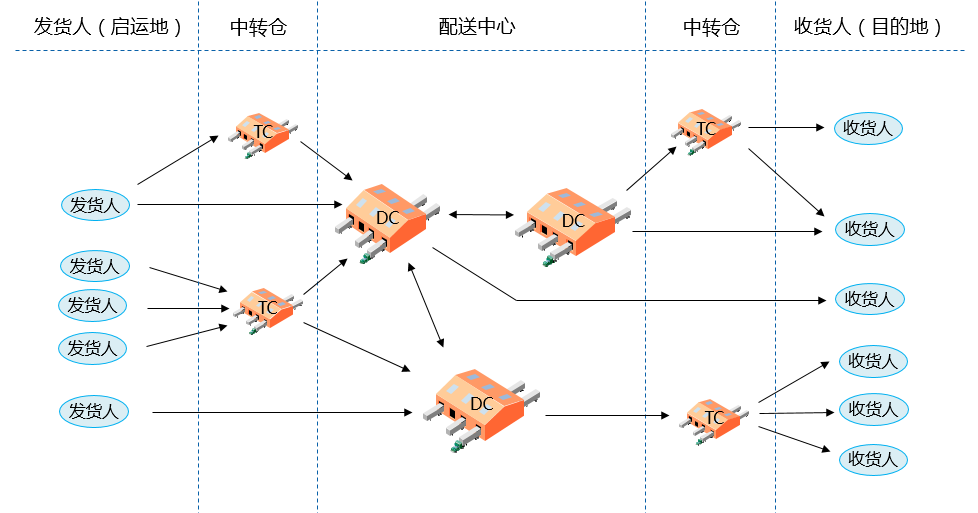 发货人（启运地）
中转仓
配送中心
中转仓
收货人（目的地）
TC
TC
收货人
发货人
DC
DC
收货人
发货人
发货人
TC
收货人
发货人
收货人
发货人
DC
TC
收货人
收货人